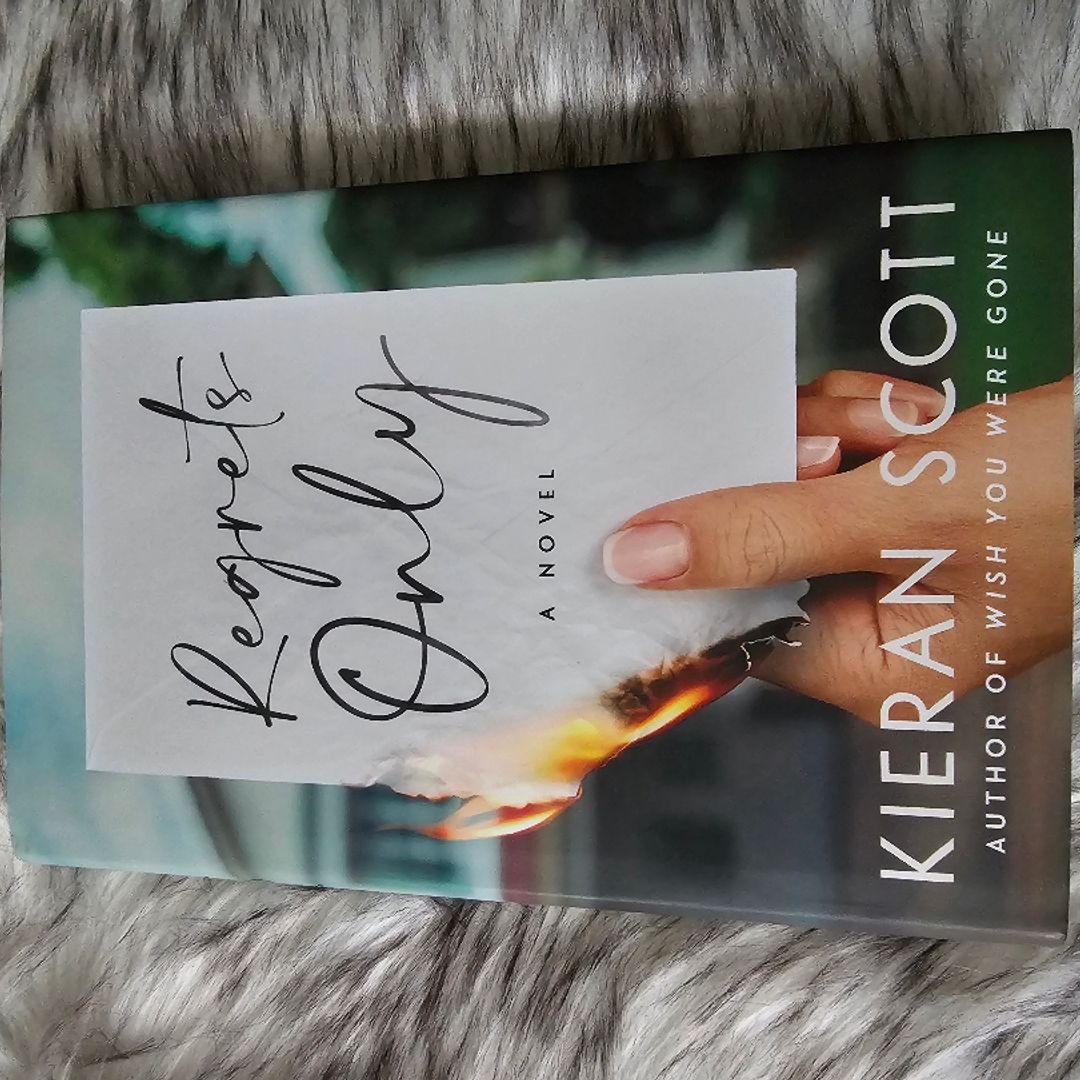 Regrets
Only
A NOVEL
KIERAN SCOTT
AUTHOR OF WISH YOU WERE GONE